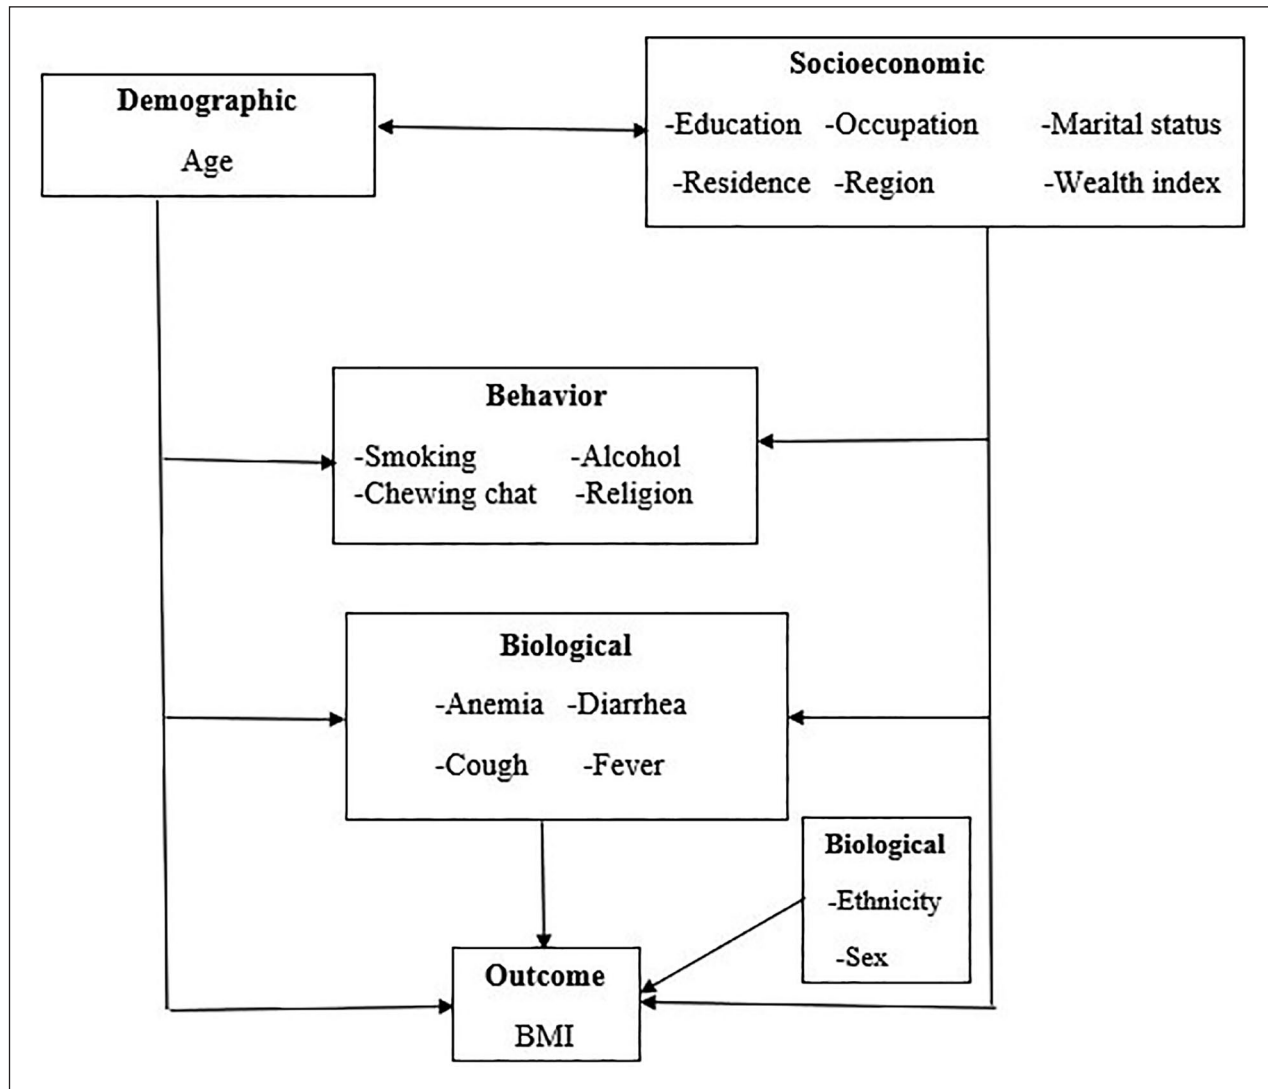 Demographic
Age
Socioeconomic
-Education -Occupation -Marital status
-Residence -Region -Wealth index
Behavior
-Smoking -Alcohol
-Chewing chat -Religion
Biological
-Anemia -Diarrhea
-Cough -Fever
Biological
-Ethnicity
-Sex
Outcome
BMI